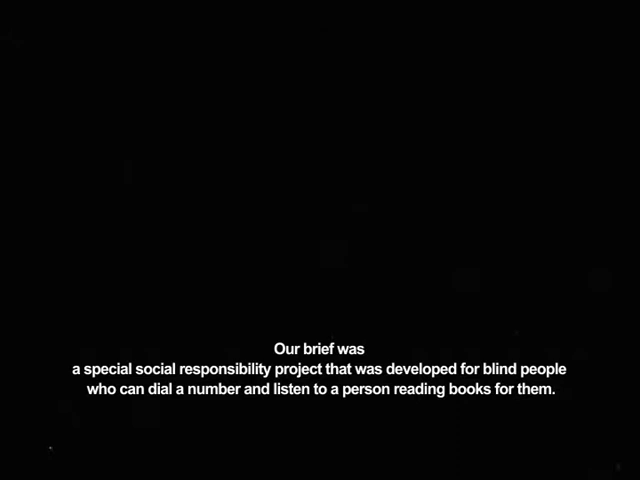 Our brief was
a special social responsibility project that was developed for blind people
who can dial a number and listen to a person reading books for them.